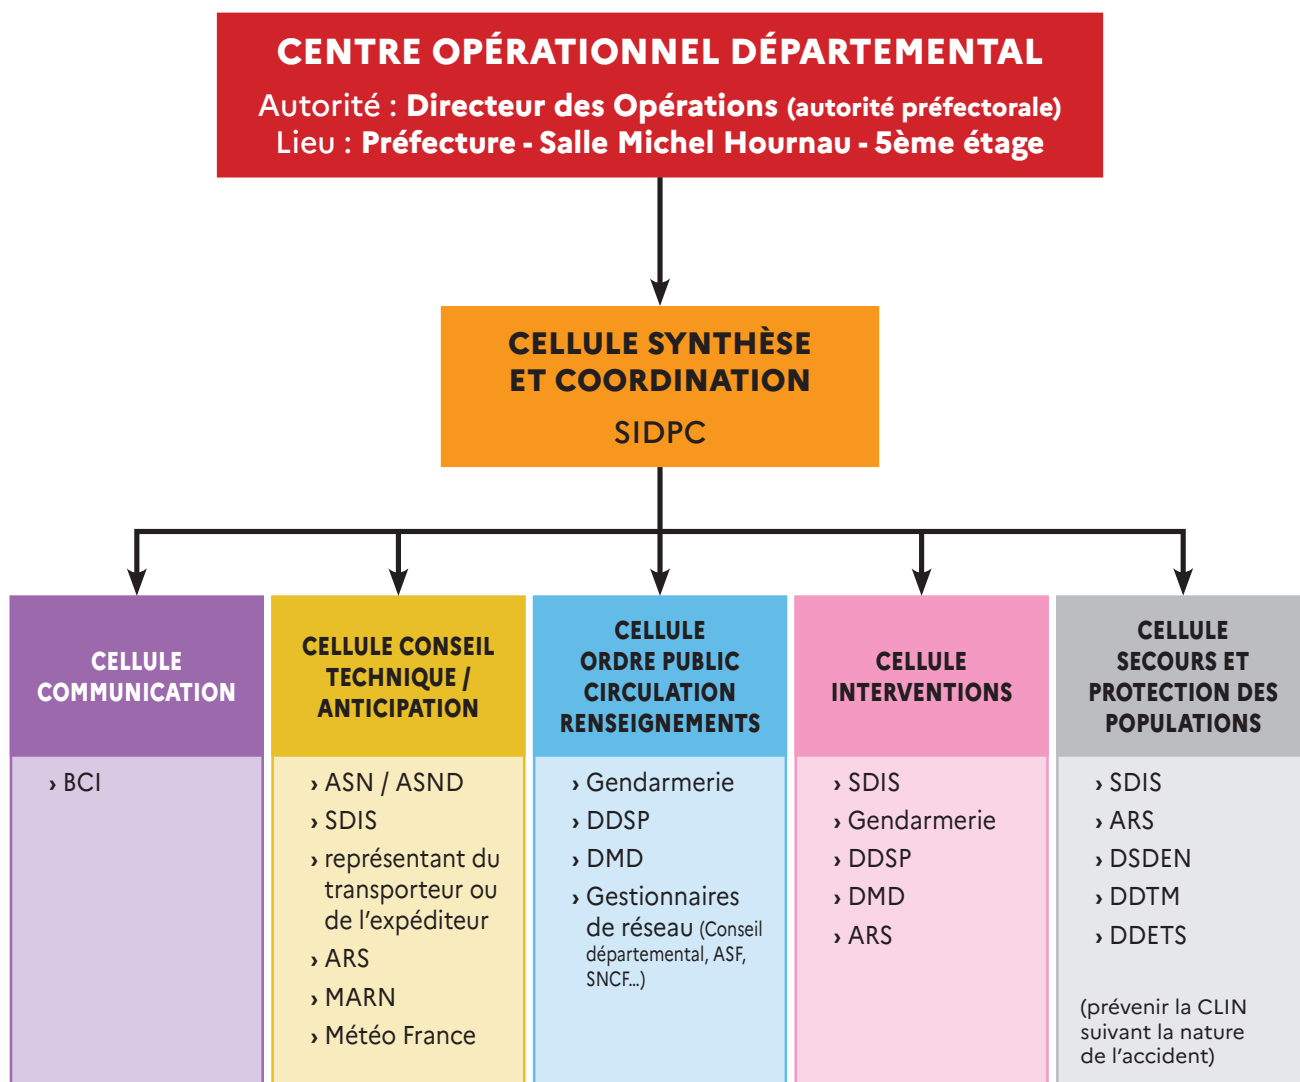 CENTRE OPÉRATIONNEL DÉPARTEMENTAL
Autorité : Directeur des Opérations (autorité préfectorale)
Lieu : Préfecture - Salle Michel Hournau - 5ème étage
CELLULE SYNTHÈSE
ET COORDINATION
SIDPC
CELLULE
COMMUNICATION
› BCI
CELLULE CONSEIL
TECHNIQUE /
ANTICIPATION
› ASN / ASND
› SDIS
› représentant du
transporteur ou
de l’expéditeur
› ARS
› MARN
› Météo France
CELLULE
ORDRE PUBLIC
CIRCULATION
RENSEIGNEMENTS
› Gendarmerie
› DDSP
› DMD
› Gestionnaires
de réseau (Conseil
départemental, ASF,
SNCF...)
CELLULE
INTERVENTIONS
› SDIS
› Gendarmerie
› DDSP
› DMD
› ARS
CELLULE
SECOURS ET
PROTECTION DES
POPULATIONS
› SDIS
› ARS
› DSDEN
› DDTM
› DDETS
(prévenir la CLIN
suivant la nature
de l’accident)